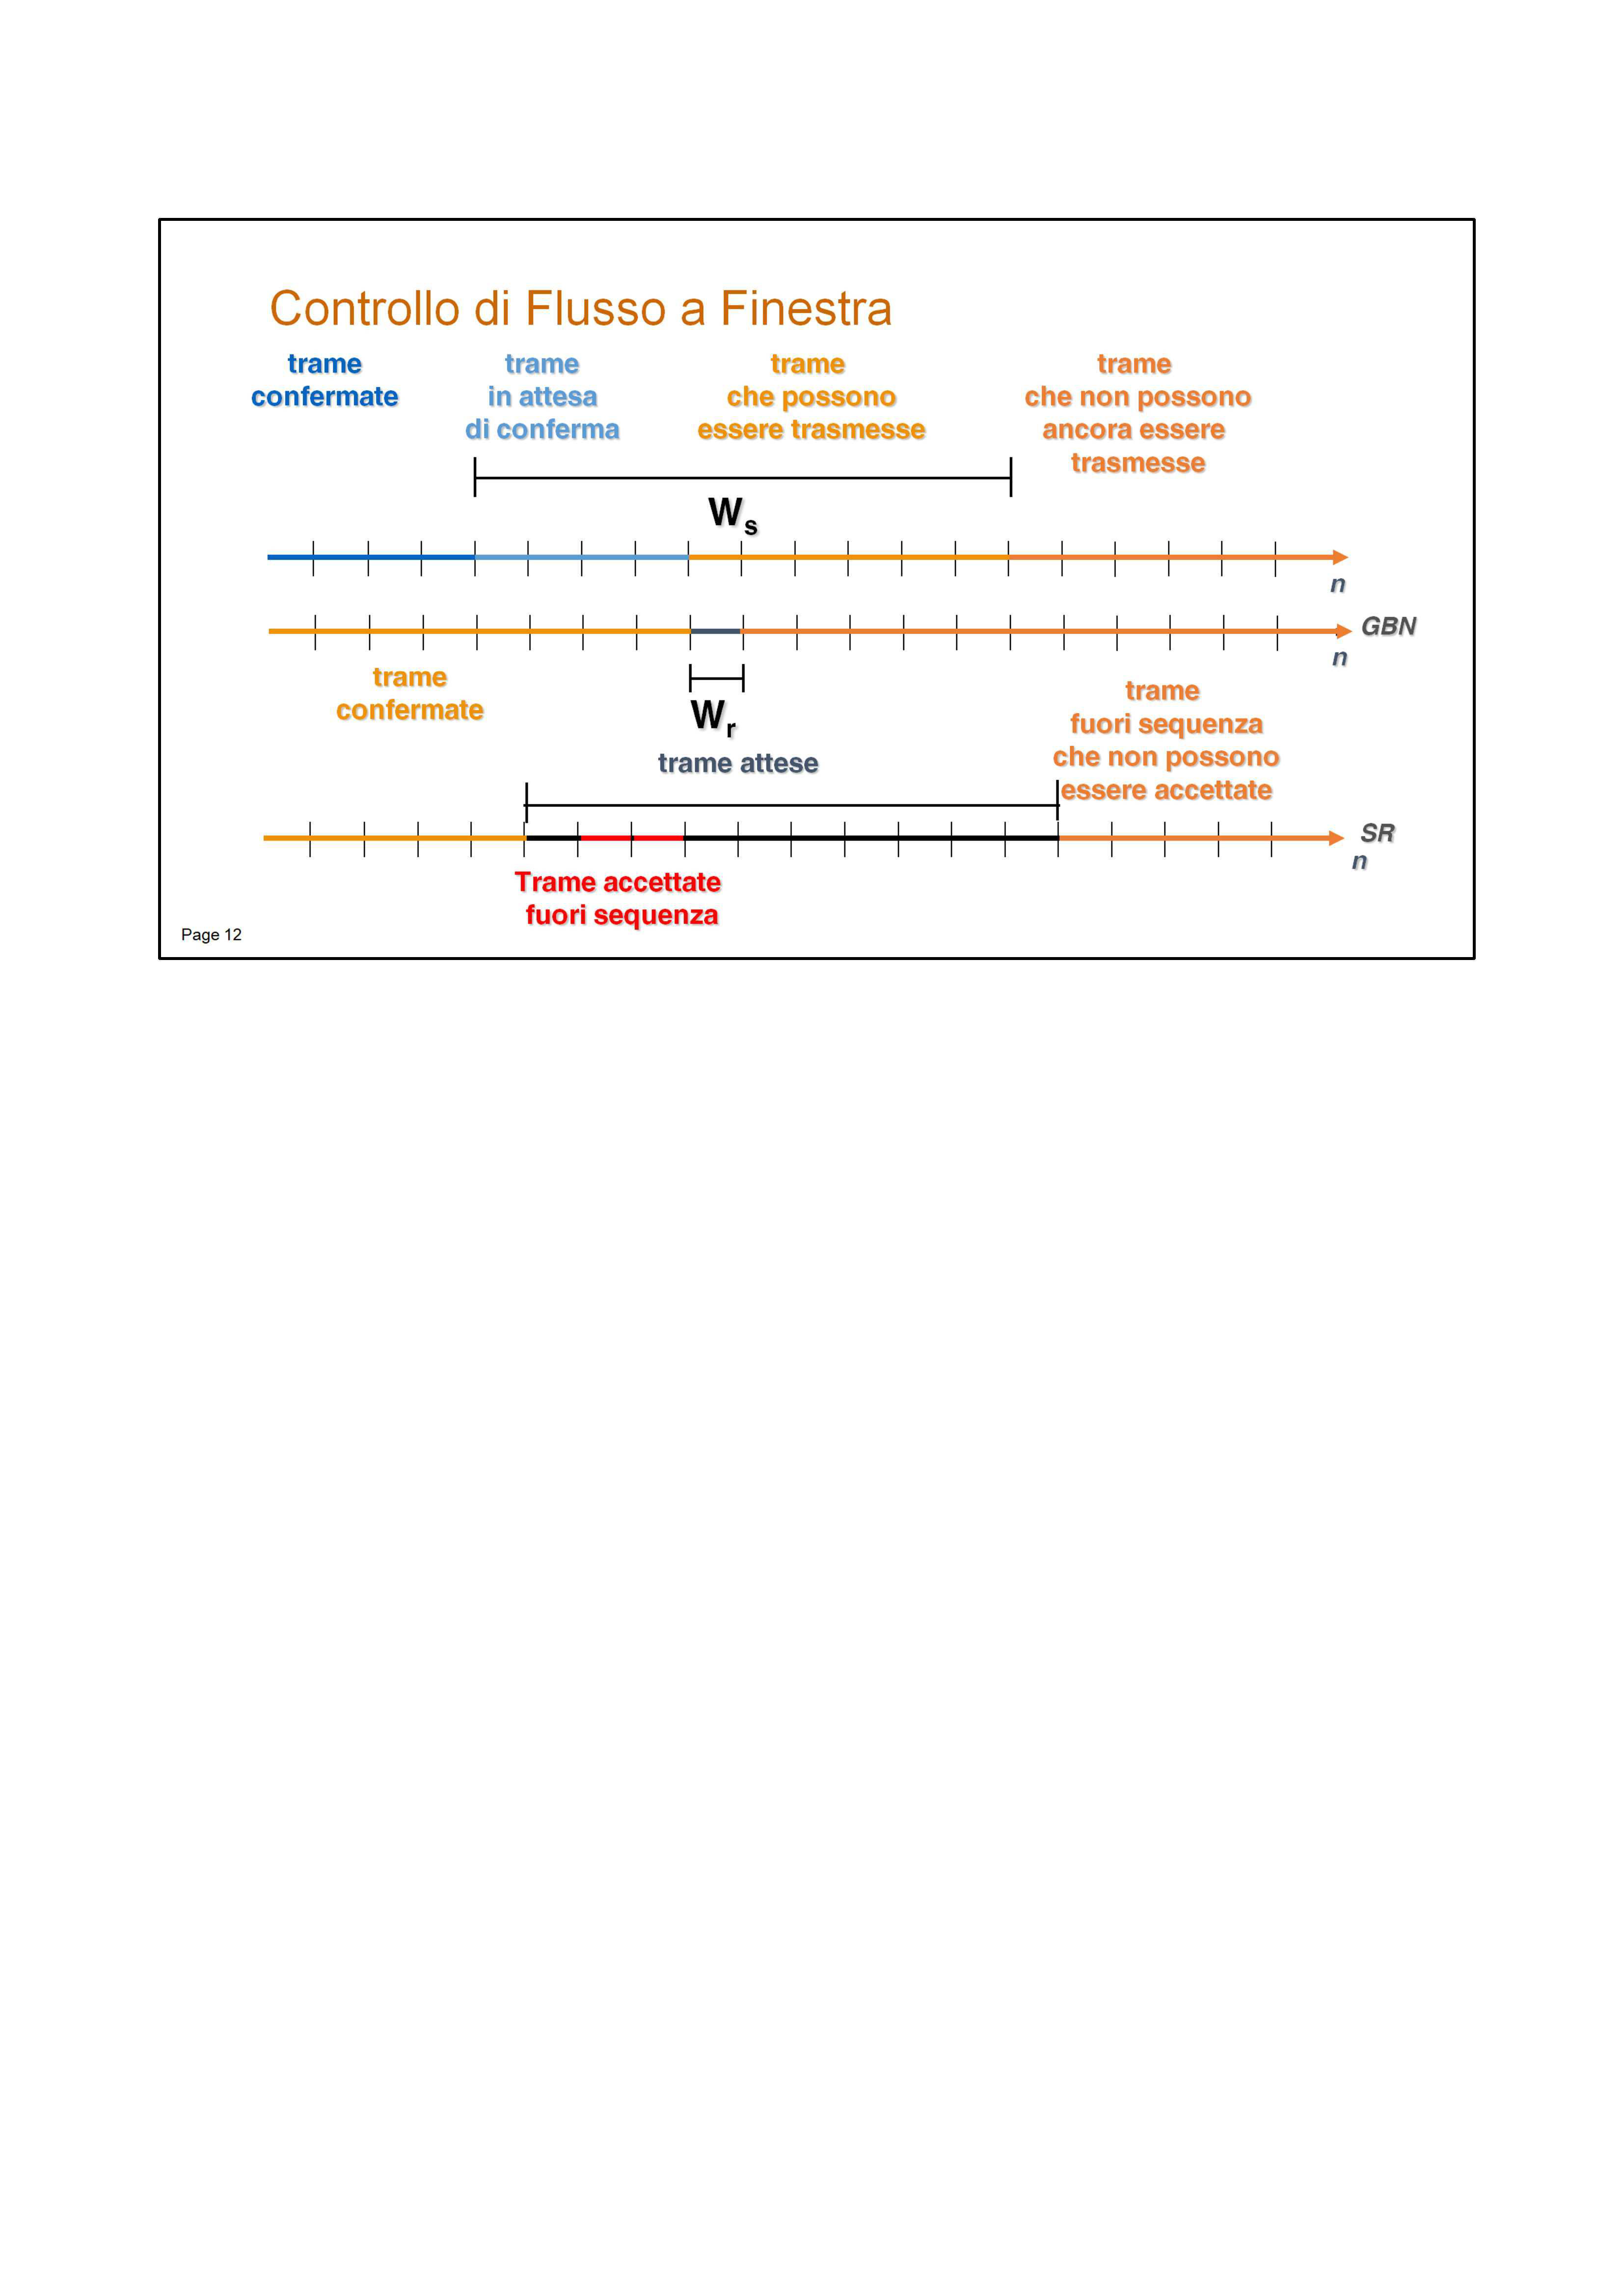 Controllo di Flusso a Finestra
trame
confermate
trame
in attesa
di conferma
trame
che possono
essere trasmesse
trame
che non possono
ancora essere
trasmesse
Ws
n
GBN
n
trame
confermate
Wr
trame attese
trame
fuori sequenza
che non possono
essere accettate
SR
n
Trame accettate
fuori sequenza
Page 12